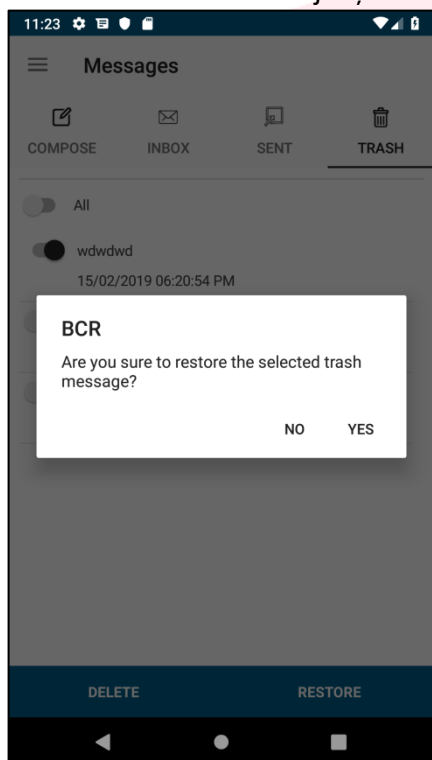 11:23
Messages
COMPOSE INBOX SENT TRASH
All
wdwdwd
15/02/2019 06:20:54 PM
BCR
Are you sure to restore the selected trash
message?
NO YES
DELETE RESTORE